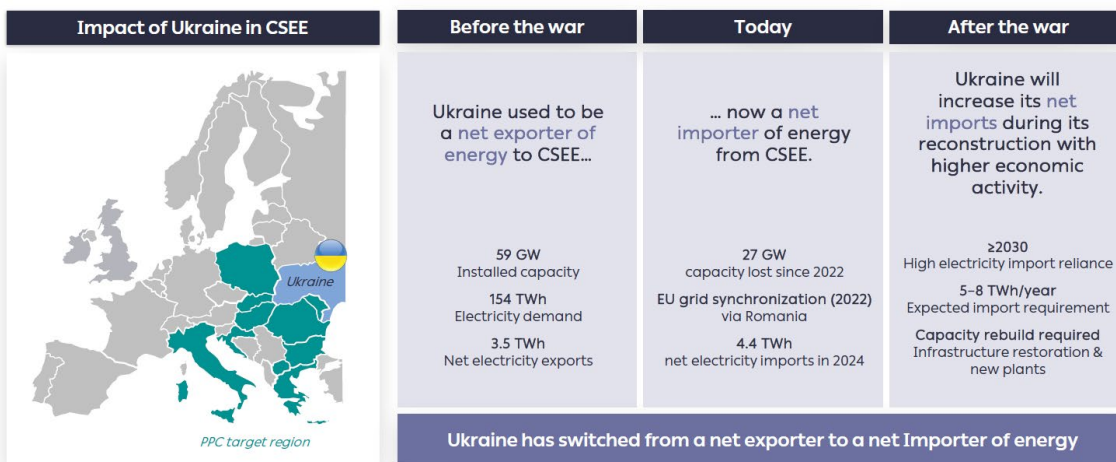 Impact of Ukraine in CSEE
Ukraine
PPC target region
Before the war
Ukraine used to be
a net exporter of
energy to CSEE...
59 GW
Installed capacity
154 TWh
Electricity demand
3.5 TWh
Net electricity exports
Today
... now a net
importer of energy
from CSEE.
27 GW
capacity lost since 2022
EU grid synchronization (2022)
via Romania
4.4 TWh
net electricity imports in 2024
After the war
Ukraine will
increase its net
imports during its
reconstruction with
higher economic
activity.
≥2030
High electricity import reliance
5–8 TWh/year
Expected import requirement
Capacity rebuild required
Infrastructure restoration &
new plants
Ukraine has switched from a net exporter to a net Importer of energy